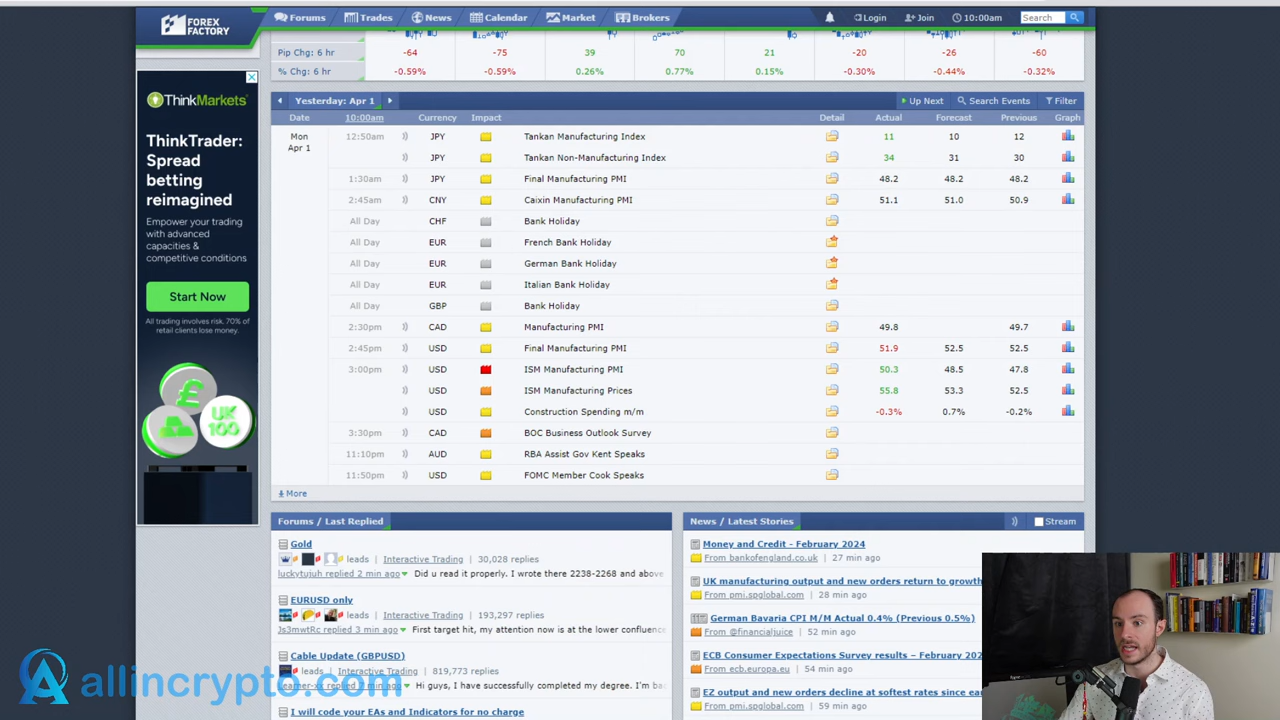 FOREX FACTORY
Forums Trades News Calendar Market Brokers Login Join 10:00am Search
Pip Chg: 6 hr -64 -75 39 70 21 -20 -26 -60
% Chg: 6 hr -0.59% -0.59% 0.26% 0.77% 0.15% -0.30% -0.44% -0.32%
ThinkMarkets
ThinkTrader:
Spread
betting
reimagined
Empower your trading
with advanced
capacities &
competitive conditions
Start Now
All trading involves risk. 70% of
retail clients lose money.
UK
100
Yesterday: Apr 1 Up Next Search Events Filter
Date 10:00am Currency Impact Detail Actual Forecast Previous Graph
Mon
Apr 1
12:50am JPY Tankan Manufacturing Index 11 10 12
JPY Tankan Non-Manufacturing Index 34 31 30
1:30am JPY Final Manufacturing PMI 48.2 48.2 48.2
2:45am CNY Caixin Manufacturing PMI 51.1 51.0 50.9
All Day CHF Bank Holiday
All Day EUR French Bank Holiday
All Day EUR German Bank Holiday
All Day EUR Italian Bank Holiday
All Day GBP Bank Holiday
2:30pm CAD Manufacturing PMI 49.8 49.7
2:45pm USD Final Manufacturing PMI 51.9 52.5 52.5
3:00pm USD ISM Manufacturing PMI 50.3 48.5 47.8
USD ISM Manufacturing Prices 55.8 53.3 52.5
USD Construction Spending m/m -0.3% 0.7% -0.2%
3:30pm CAD BOC Business Outlook Survey
11:10pm AUD RBA Assist Gov Kent Speaks
11:50pm USD FOMC Member Cook Speaks
More
Forums / Last Replied
Gold
leads | Interactive Trading | 30,028 replies
luckytujuh replied 2 min ago Did u read it properly. I wrote there 2238-2268 and above
EURUSD only
leads | Interactive Trading | 193,297 replies
Js3mwtRc replied 3 min ago First target hit, my attention now is at the lower confluence
Cable Update (GBPUSD)
leads | Interactive Trading | 819,773 replies
replied 2 min ago Hi guys, I have successfully completed my degree. I'm ba
I will code your EAs and Indicators for no charge
News / Latest Stories Stream
Money and Credit - February 2024
From bankofengland.co.uk | 27 min ago
UK manufacturing output and new orders return to growth
From pmi.spglobal.com | 28 min ago
German Bavaria CPI M/M Actual 0.4% (Previous 0.5%)
From @financialjuice | 52 min ago
ECB Consumer Expectations Survey results – February 202
From ecb.europa.eu | 54 min ago
EZ output and new orders decline at softest rates since ea
From pmi.spglobal.com | 59 min ago
allincrypto.com